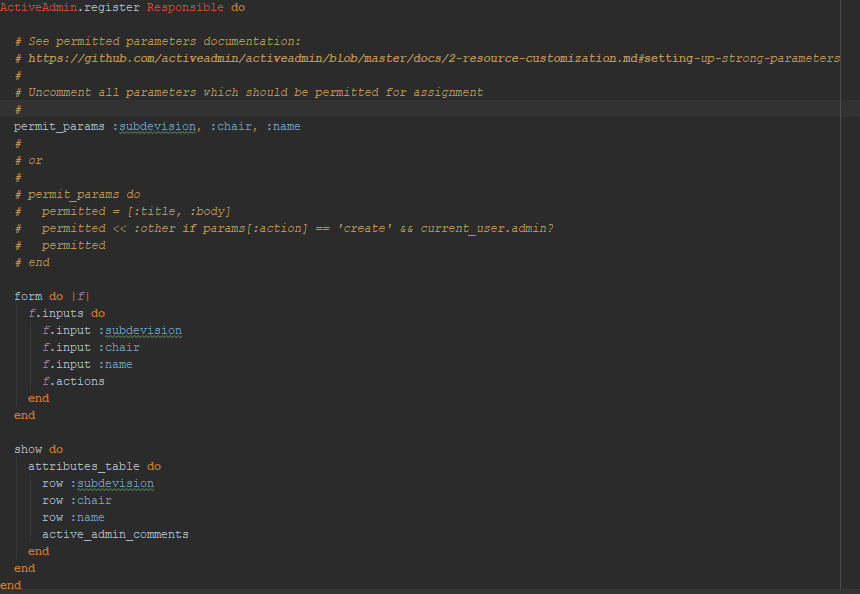 ActiveAdmin.register Responsible do
# See permitted parameters documentation:
# https://github.com/activeadmin/activeadmin/blob/master/docs/2-resource-customization.md#setting-up-strong-parameters
#
# Uncomment all parameters which should be permitted for assignment
#
permit_params :subdevision, :chair, :name
#
# or
#
# permit_params do
#   permitted = [:title, :body]
#   permitted << :other if params[:action] == 'create' && current_user.admin?
#   permitted
# end
form do |f|
f.inputs do
f.input :subdevision
f.input :chair
f.input :name
f.actions
end
end
show do
attributes_table do
row :subdevision
row :chair
row :name
active_admin_comments
end
end
end